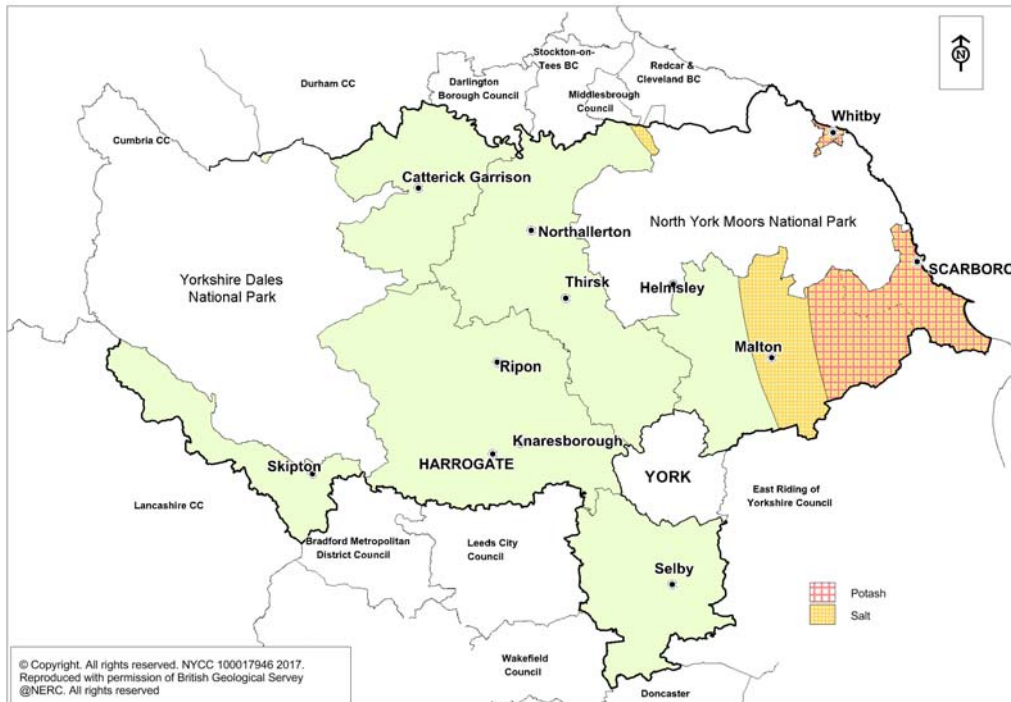 N
Stockton-on-
Tees BC
Redcar &
Cleveland BC
Durham CC
Darlington
Borough Council
Middlesbrough
Council
Whitby
Cumbria CC
Catterick Garrison
North York Moors National Park
Northallerton
SCARBORO
Yorkshire Dales
National Park
Thirsk
Helmsley
Malton
Ripon
Knaresborough
HARROGATE
Skipton
YORK
Lancashire CC
East Riding of
Yorkshire Council
Bradford Metropolitan
District Council
Leeds City
Council
Selby
Potash
Salt
Wakefield
Council
Doncaster
© Copyright. All rights reserved. NYCC 100017946 2017.
Reproduced with permission of British Geological Survey
@NERC. All rights reserved